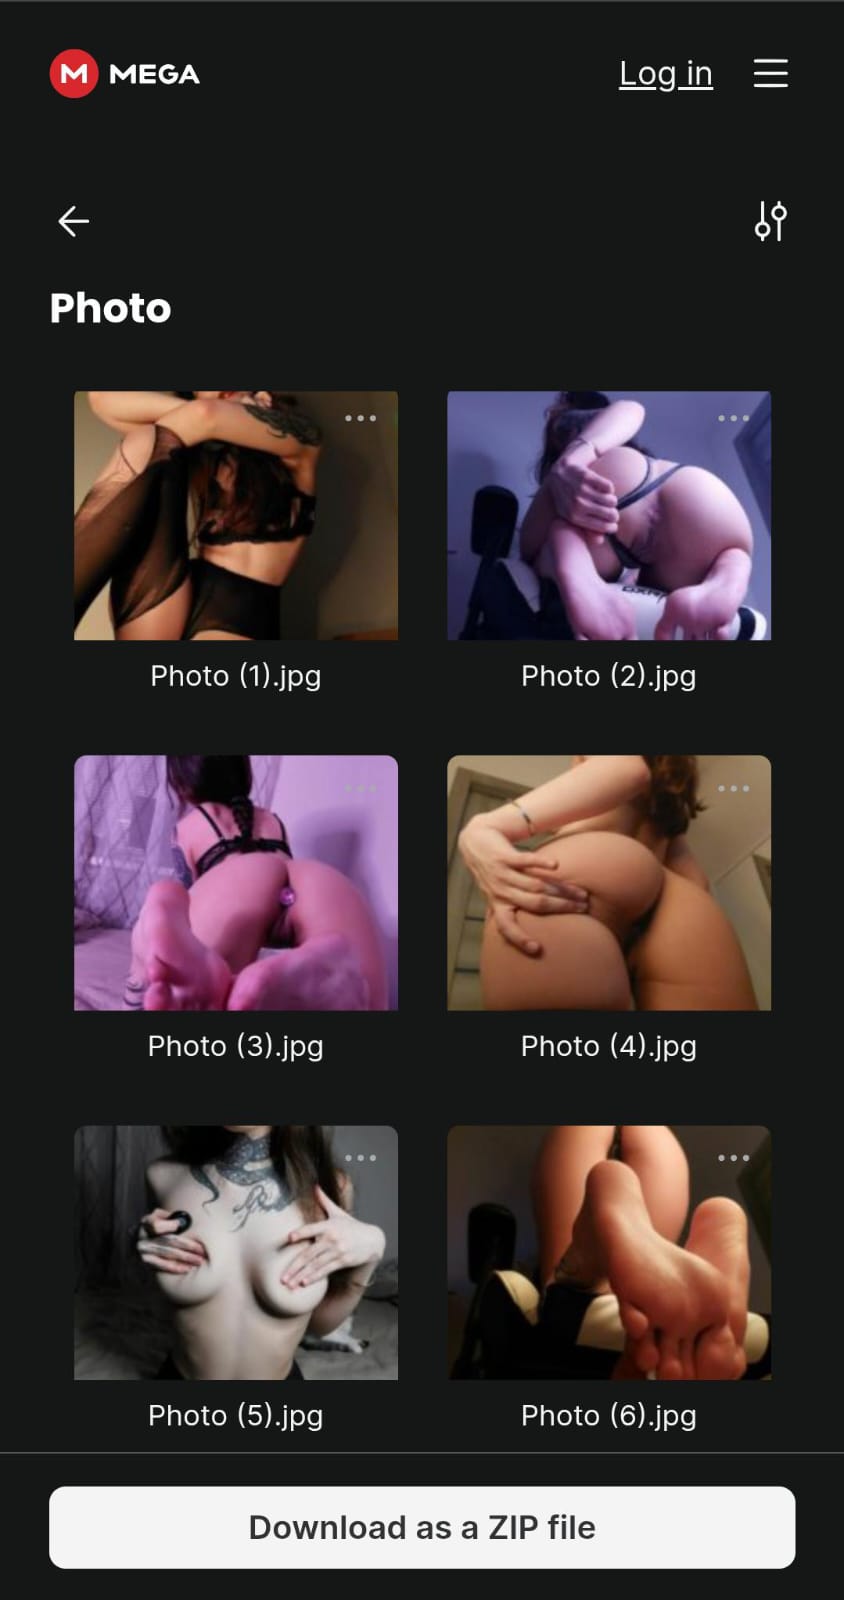 MEGA
Log in
Photo
Photo (1).jpg
Photo (2).jpg
Photo (3).jpg
Photo (4).jpg
Photo (5).jpg
Photo (6).jpg
Download as a ZIP file